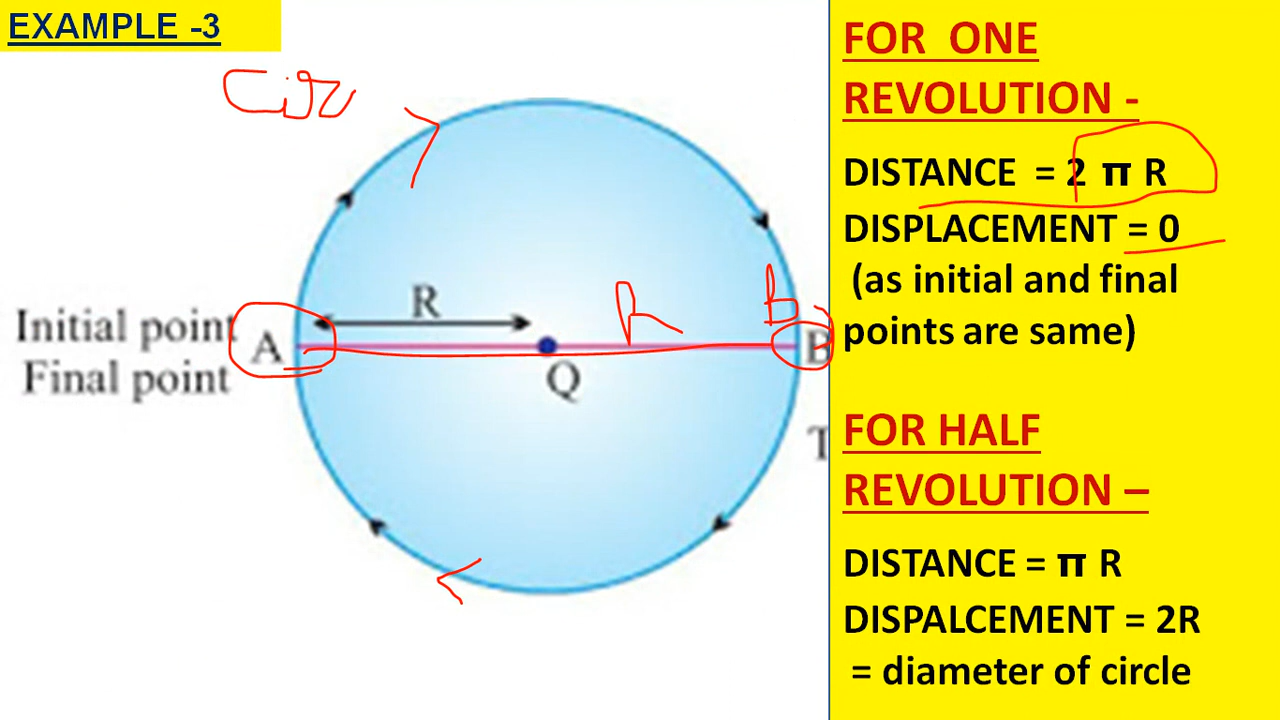 EXAMPLE -3
Cir
R
R
B
Initial point
A
B
Final point
Q
T
FOR ONE
REVOLUTION -
DISTANCE = 2 π R
DISPLACEMENT = 0
(as initial and final
points are same)
FOR HALF
REVOLUTION –
DISTANCE = π R
DISPALCEMENT = 2R
= diameter of circle